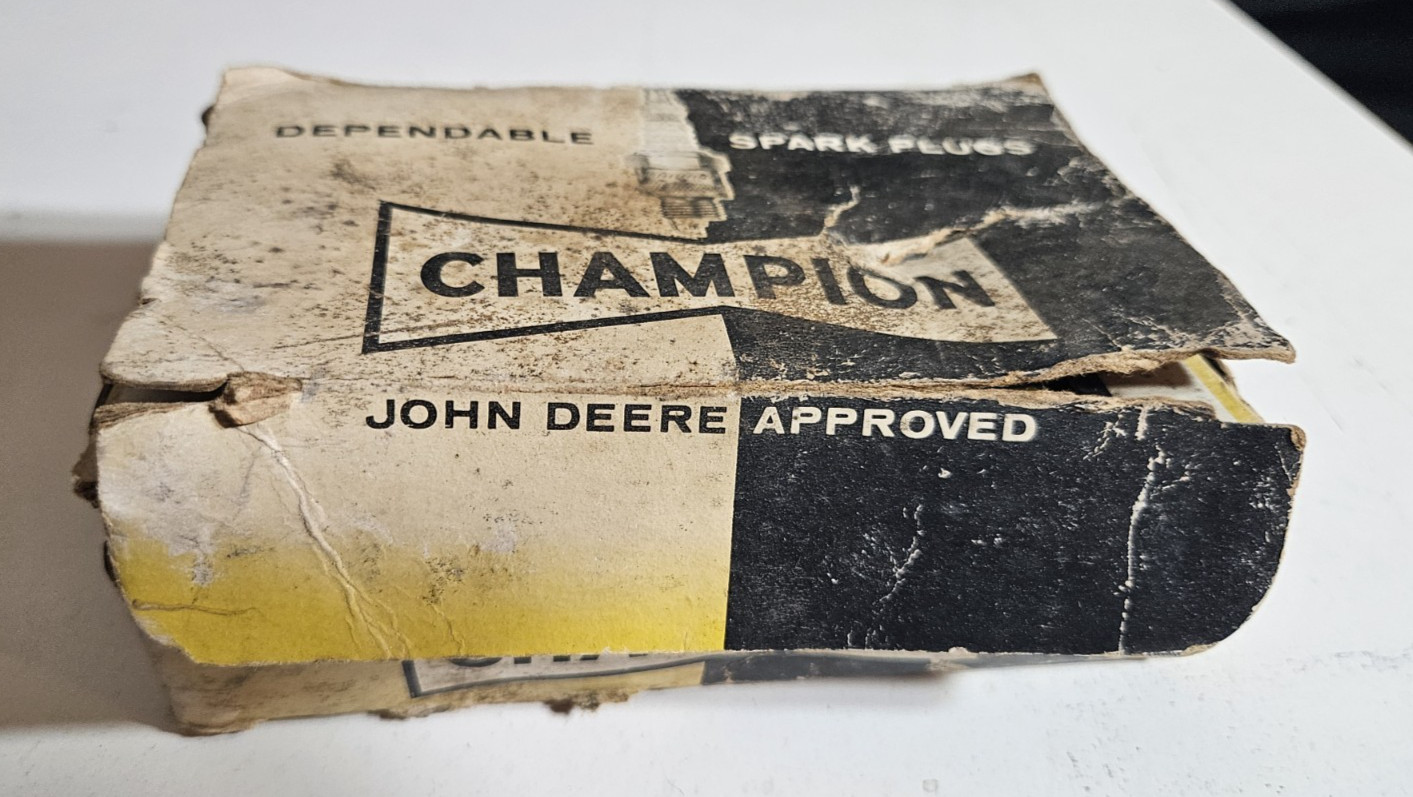 DEPENDABLE SPARK PLUGS
CHAMPION
JOHN DEERE APPROVED